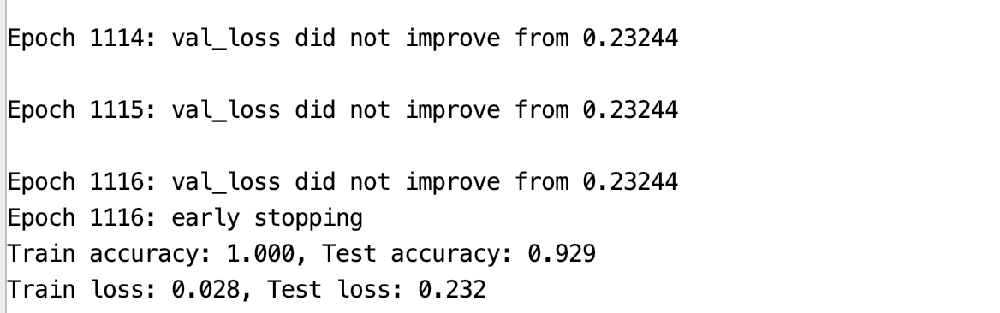 Epoch 1114: val_loss did not improve from 0.23244
Epoch 1115: val_loss did not improve from 0.23244
Epoch 1116: val_loss did not improve from 0.23244
Epoch 1116: early stopping
Train accuracy: 1.000, Test accuracy: 0.929
Train loss: 0.028, Test loss: 0.232